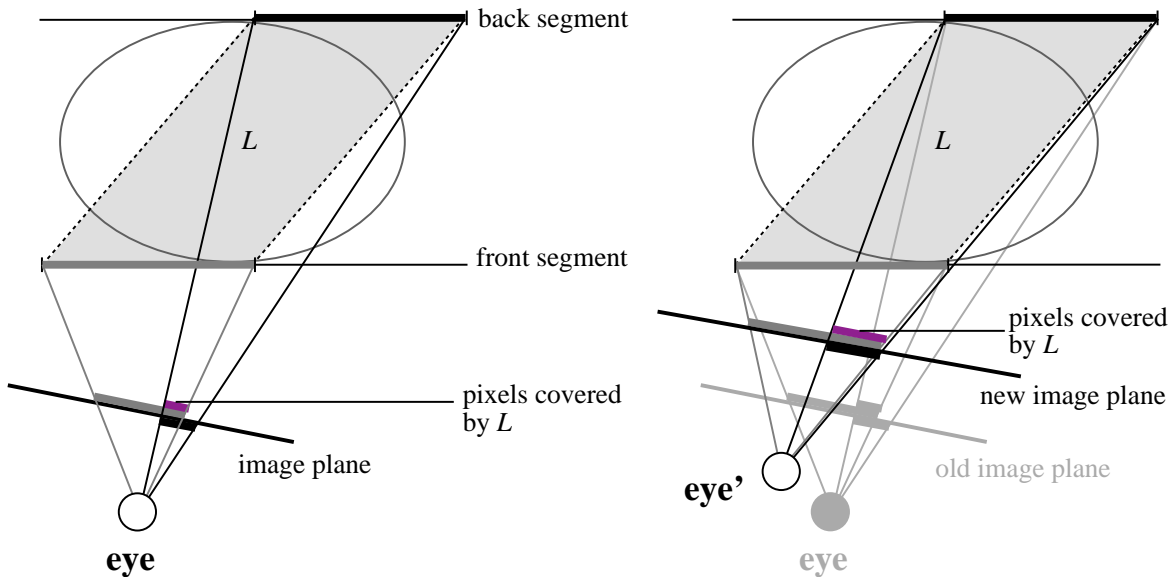 back segment
L
front segment
pixels covered
by L
image plane
eye
L
pixels covered
by L
new image plane
old image plane
eye’
eye